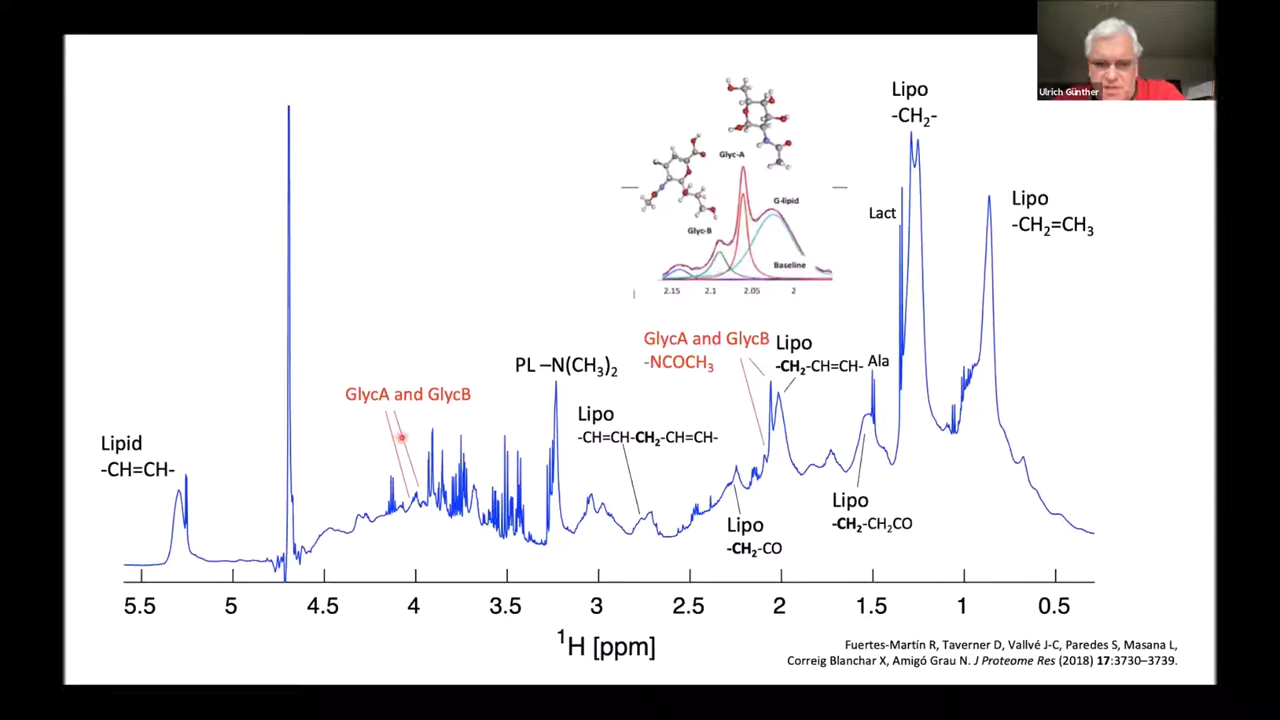 Ulrich Günther
Lipo
-CH₂-
Glyc-A
Lipo
-CH₂=CH₃
G-lipid
Lact
Glyc-B
Baseline
2.15 2.1 2.05 2
GlycA and GlycB
-NCOCH₃
Lipo
-CH₂-CH=CH-
Ala
PL –N(CH₃)₂
GlycA and GlycB
Lipo
-CH=CH-CH₂-CH=CH-
Lipid
-CH=CH-
Lipo
-CH₂-CH₂CO
Lipo
-CH₂-CO
5.5 5 4.5 4 3.5 3 2.5 2 1.5 1 0.5
¹H [ppm]
Fuertes-Martín R, Taverner D, Vallvé J-C, Paredes S, Masana L,
Correig Blanchar X, Amigó Grau N. J Proteome Res (2018) 17:3730–3739.